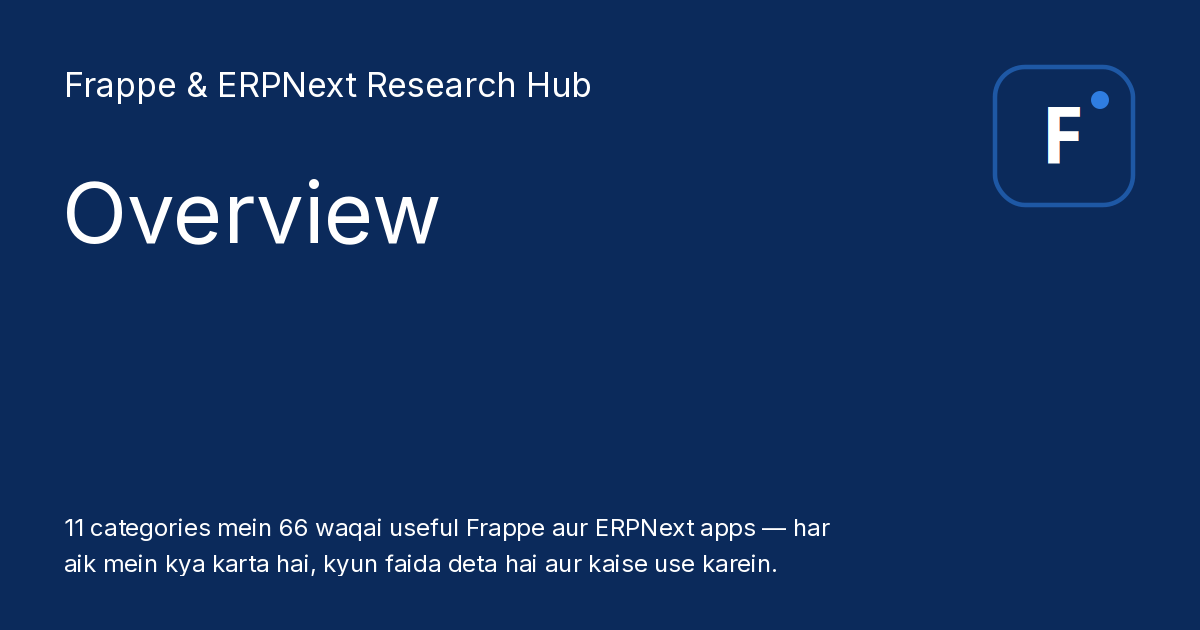 Frappe & ERPNext Research Hub
F
Overview
11 categories mein 66 waqai useful Frappe aur ERPNext apps — har
aik mein kya karta hai, kyun faida deta hai aur kaise use karein.